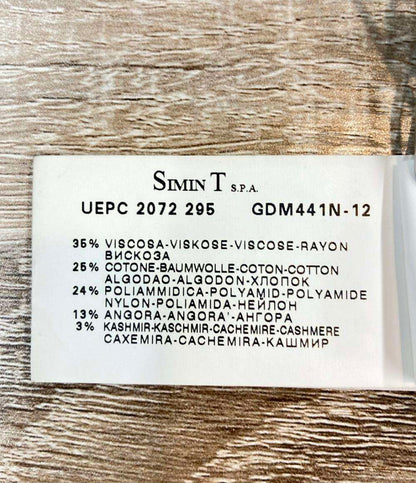 SIMIN T S.P.A.
UEPC 2072 295 GDM441N-12
35% VISCOSA-VISKOSE-VISCOSE-RAYON
ВИСКОЗА
25% COTONE-BAUMWOLLE-COTON-COTTON
ALGODAO-ALGODON-ХЛОПОК
24% POLIAMMIDICA-POLYAMID-POLYAMIDE
NYLON-POLIAMIDA-НЕЙЛОН
13% ANGORA-ANGORA'-АНГОРА
3% KASHMIR-KASCHMIR-CACHEMIRE-CASHMERE
CAXEMIRA-CACHEMIRA-КАШМИР